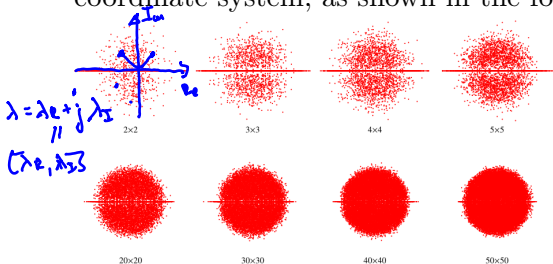 coordinate system, as shown in the fo
Im
Re
λ = λR + j λI
||
[λR, λI]
2×2
3×3
4×4
5×5
20×20
30×30
40×40
50×50